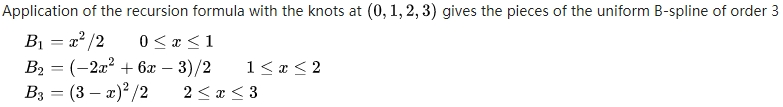 Application of the recursion formula with the knots at (0, 1, 2, 3) gives the pieces of the uniform B-spline of order 3
B₁ = x²/2    0 ≤ x ≤ 1
B₂ = (−2x² + 6x − 3)/2    1 ≤ x ≤ 2
B₃ = (3 − x)²/2    2 ≤ x ≤ 3